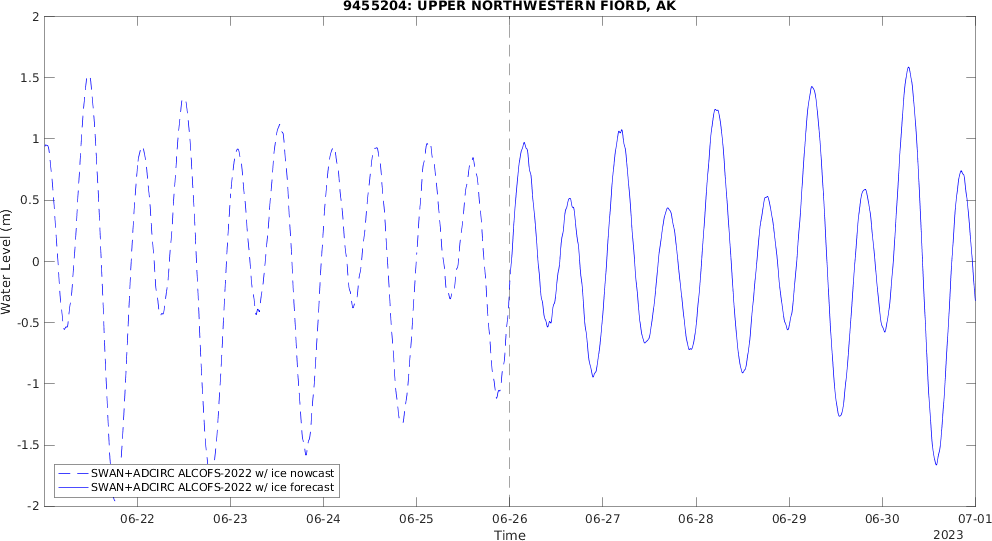 9455204: UPPER NORTHWESTERN FIORD, AK
2
1.5
1
0.5
0
-0.5
-1
-1.5
-2
Water Level (m)
SWAN+ADCIRC ALCOFS-2022 w/ ice nowcast
SWAN+ADCIRC ALCOFS-2022 w/ ice forecast
06-22 06-23 06-24 06-25 06-26 06-27 06-28 06-29 06-30 07-01
Time
2023